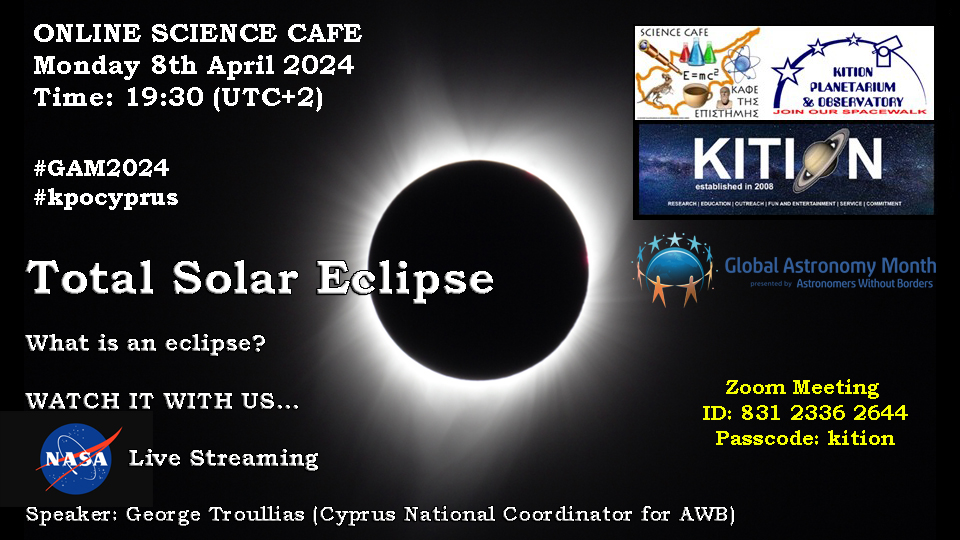 ONLINE SCIENCE CAFE
Monday 8th April 2024
Time: 19:30 (UTC+2)
#GAM2024
#kpocyprus
SCIENCE CAFE
E=mc²
ΚΑΦΕ
ΤΗΣ
ΕΠΙΣΤΗΜΗΣ
KITION
PLANETARIUM
& OBSERVATORY
JOIN OUR SPACEWALK
KITION
established in 2008
RESEARCH | EDUCATION | OUTREACH | FUN AND ENTERTAINMENT | SERVICE | COMMITMENT
Global Astronomy Month
presented by Astronomers Without Borders
Total Solar Eclipse
What is an eclipse?
WATCH IT WITH US...
NASA
Live Streaming
Zoom Meeting
ID: 831 2336 2644
Passcode: kition
Speaker: George Troullias (Cyprus National Coordinator for AWB)